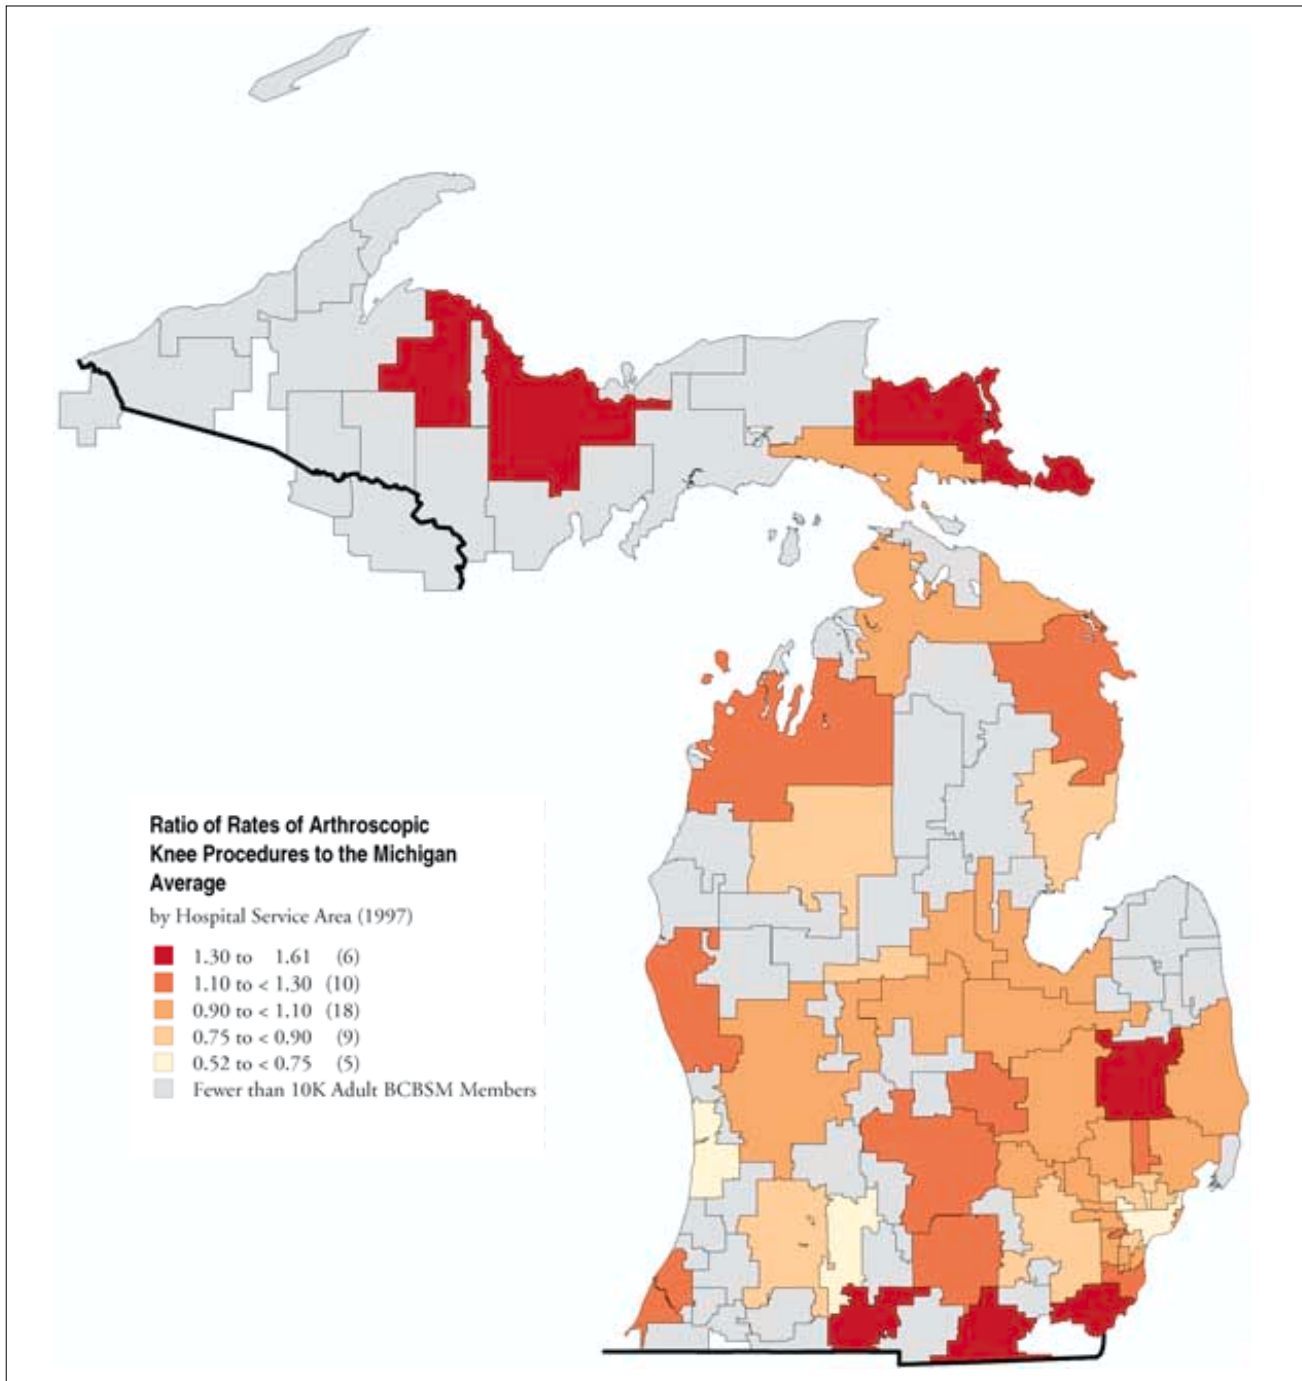 Ratio of Rates of Arthroscopic
Knee Procedures to the Michigan
Average
by Hospital Service Area (1997)
1.30 to 1.61 (6)
1.10 to < 1.30 (10)
0.90 to < 1.10 (18)
0.75 to < 0.90 (9)
0.52 to < 0.75 (5)
Fewer than 10K Adult BCBSM Members